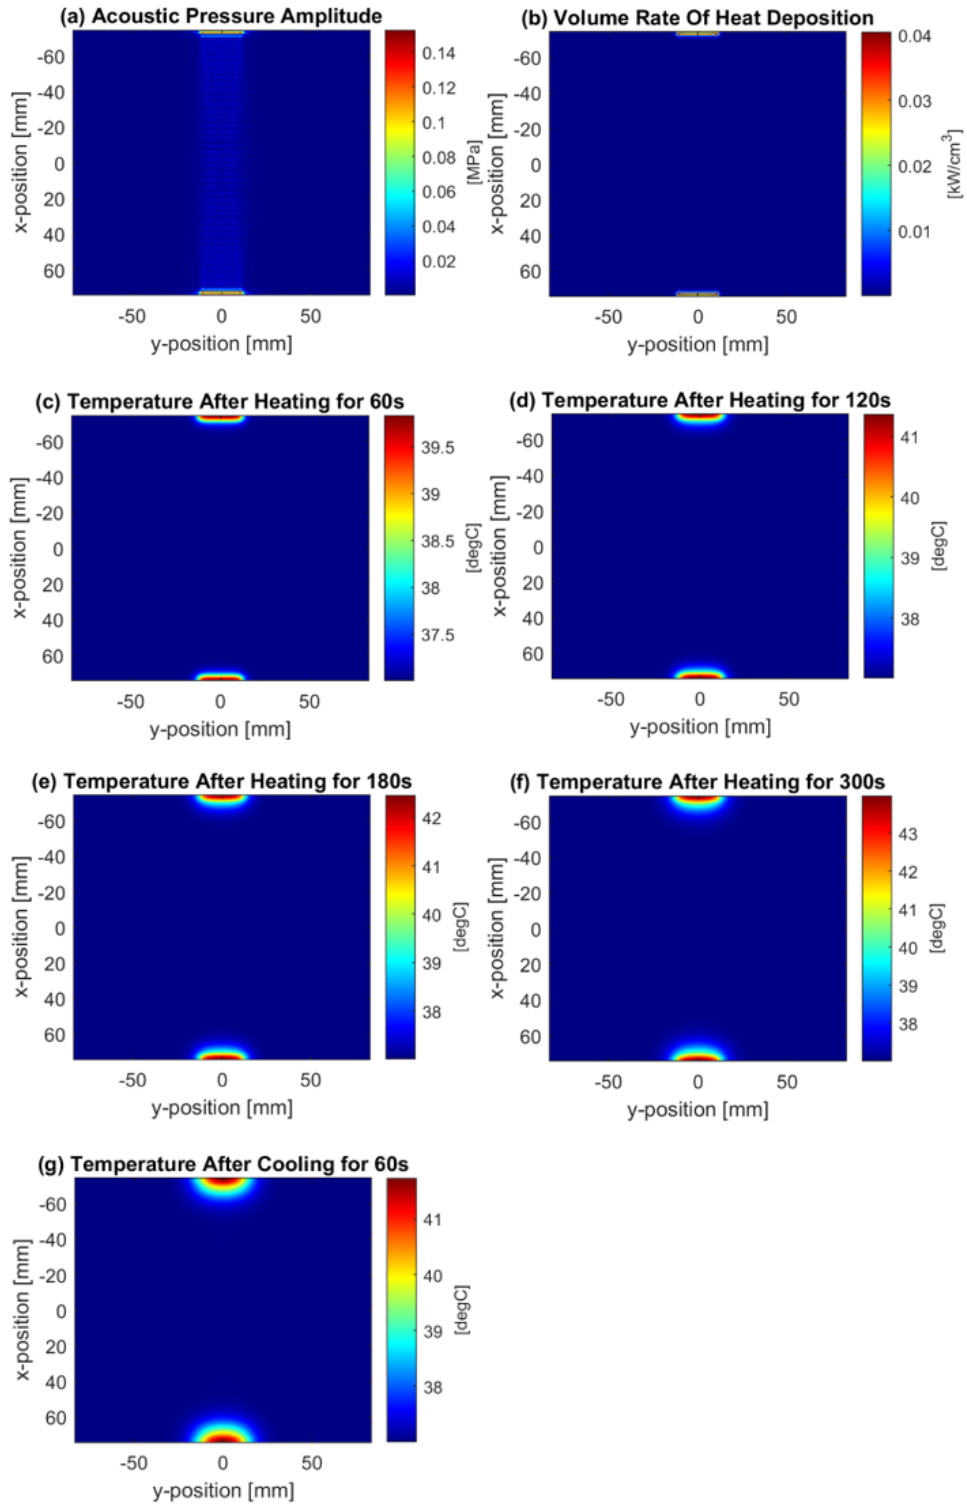 (a) Acoustic Pressure Amplitude
-60
-40
-20
0
20
40
60
x-position [mm]
-50 0 50
y-position [mm]
0.14
0.12
0.1
0.08
0.06
0.04
0.02
[MPa]
(b) Volume Rate Of Heat Deposition
-60
-40
-20
0
20
40
60
x-position [mm]
-50 0 50
y-position [mm]
0.04
0.03
0.02
0.01
[kW/cm³]
(c) Temperature After Heating for 60s
-60
-40
-20
0
20
40
60
x-position [mm]
-50 0 50
y-position [mm]
39.5
39
38.5
38
37.5
[degC]
(d) Temperature After Heating for 120s
-60
-40
-20
0
20
40
60
x-position [mm]
-50 0 50
y-position [mm]
41
40
39
38
[degC]
(e) Temperature After Heating for 180s
-60
-40
-20
0
20
40
60
x-position [mm]
-50 0 50
y-position [mm]
42
41
40
39
38
[degC]
(f) Temperature After Heating for 300s
-60
-40
-20
0
20
40
60
x-position [mm]
-50 0 50
y-position [mm]
43
42
41
40
39
38
[degC]
(g) Temperature After Cooling for 60s
-60
-40
-20
0
20
40
60
x-position [mm]
-50 0 50
y-position [mm]
41
40
39
38
[degC]